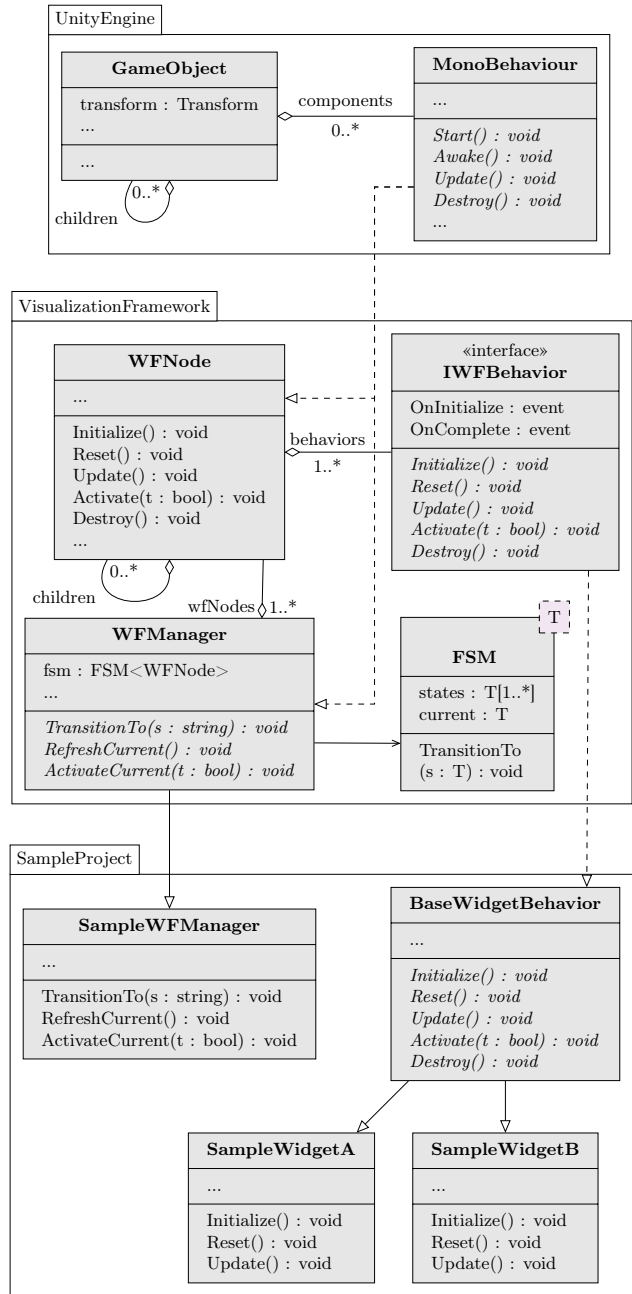 UnityEngine
GameObject
transform : Transform
...
...
0..*
children
components
0..*
MonoBehaviour
...
Start() : void
Awake() : void
Update() : void
Destroy() : void
...
VisualizationFramework
WFNode
...
Initialize() : void
Reset() : void
Update() : void
Activate(t : bool) : void
Destroy() : void
...
0..*
children
behaviors
1..*
«interface»
IWFBehavior
OnInitialize : event
OnComplete : event
Initialize() : void
Reset() : void
Update() : void
Activate(t : bool) : void
Destroy() : void
wfNodes
1..*
WFManager
fsm : FSM<WFNode>
...
TransitionTo(s : string) : void
RefreshCurrent() : void
ActivateCurrent(t : bool) : void
T
FSM
states : T[1..*]
current : T
TransitionTo
(s : T) : void
SampleProject
SampleWFManager
...
TransitionTo(s : string) : void
RefreshCurrent() : void
ActivateCurrent(t : bool) : void
BaseWidgetBehavior
...
Initialize() : void
Reset() : void
Update() : void
Activate(t : bool) : void
Destroy() : void
SampleWidgetA
...
Initialize() : void
Reset() : void
Update() : void
SampleWidgetB
...
Initialize() : void
Reset() : void
Update() : void